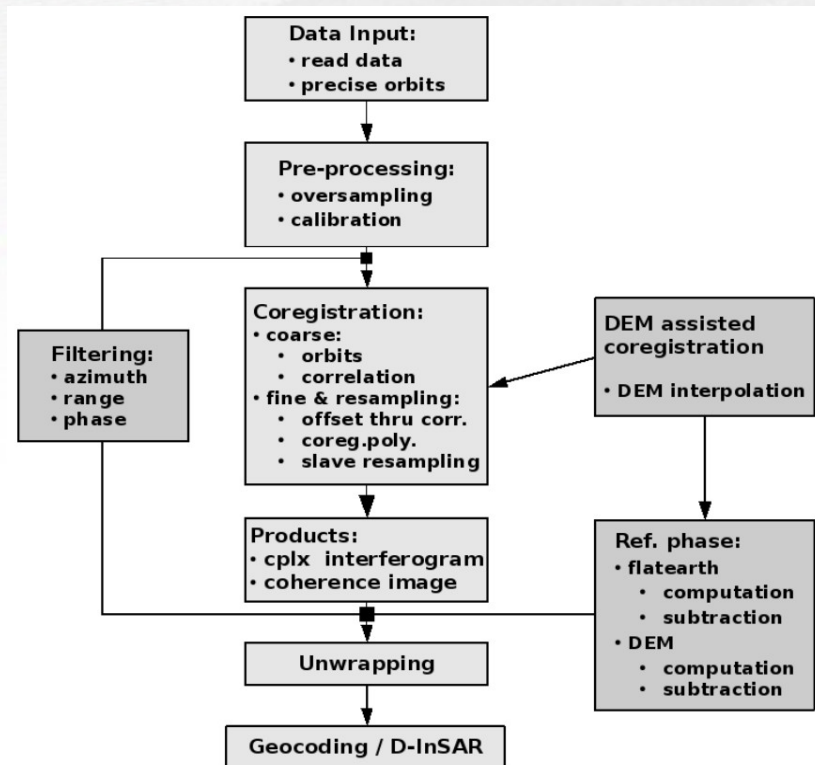 Data Input:
• read data
• precise orbits
Pre-processing:
• oversampling
• calibration
Filtering:
• azimuth
• range
• phase
Coregistration:
• coarse:
• orbits
• correlation
• fine & resampling:
• offset thru corr.
• coreg.poly.
• slave resampling
DEM assisted
coregistration
• DEM interpolation
Products:
• cplx interferogram
• coherence image
Ref. phase:
• flatearth
• computation
• subtraction
• DEM
• computation
• subtraction
Unwrapping
Geocoding / D-InSAR